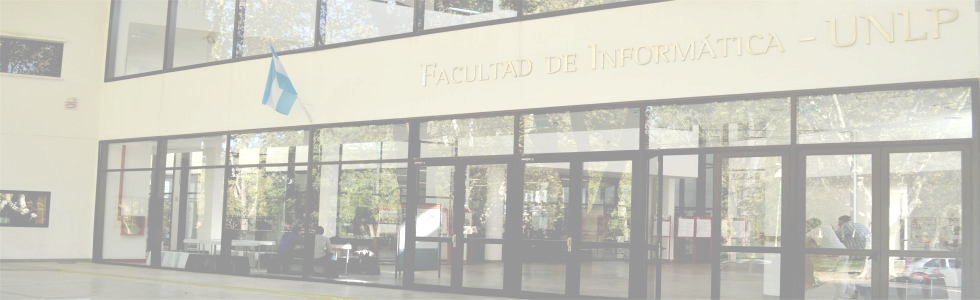 FACULTAD DE INFORMÁTICA - UNLP